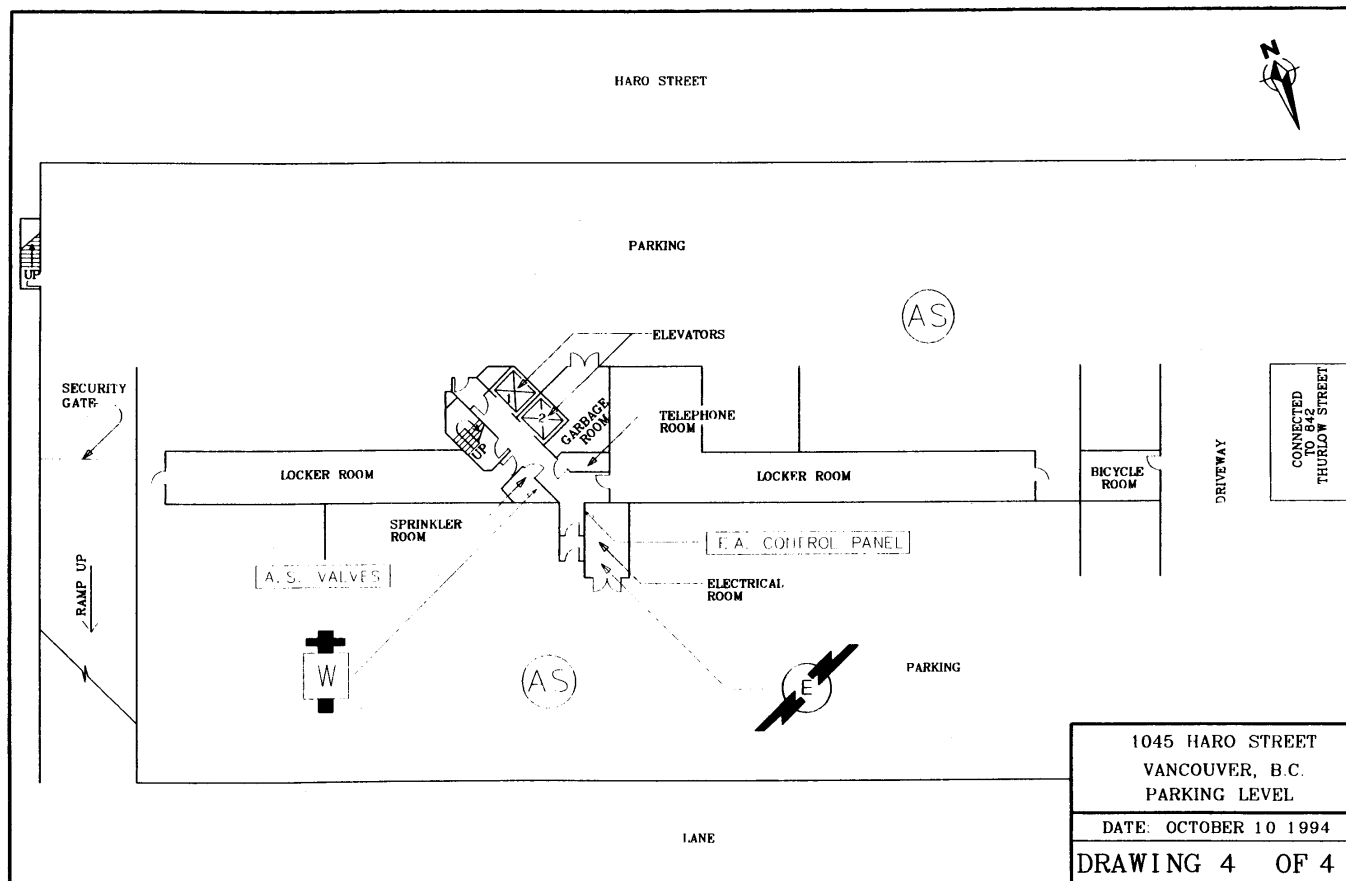 HARO STREET
N
PARKING
UP
AS
ELEVATORS
1
2
SECURITY
GATE
GARBAGE
ROOM
TELEPHONE
ROOM
UP
LOCKER ROOM
LOCKER ROOM
BICYCLE
ROOM
DRIVEWAY
CONNECTED
TO 842
THURLOW STREET
SPRINKLER
ROOM
F.A. CONTROL PANEL
A.S. VALVES
ELECTRICAL
ROOM
RAMP UP
W
AS
E
PARKING
1045 HARO STREET
VANCOUVER, B.C.
PARKING LEVEL
DATE: OCTOBER 10 1994
DRAWING 4 OF 4
LANE